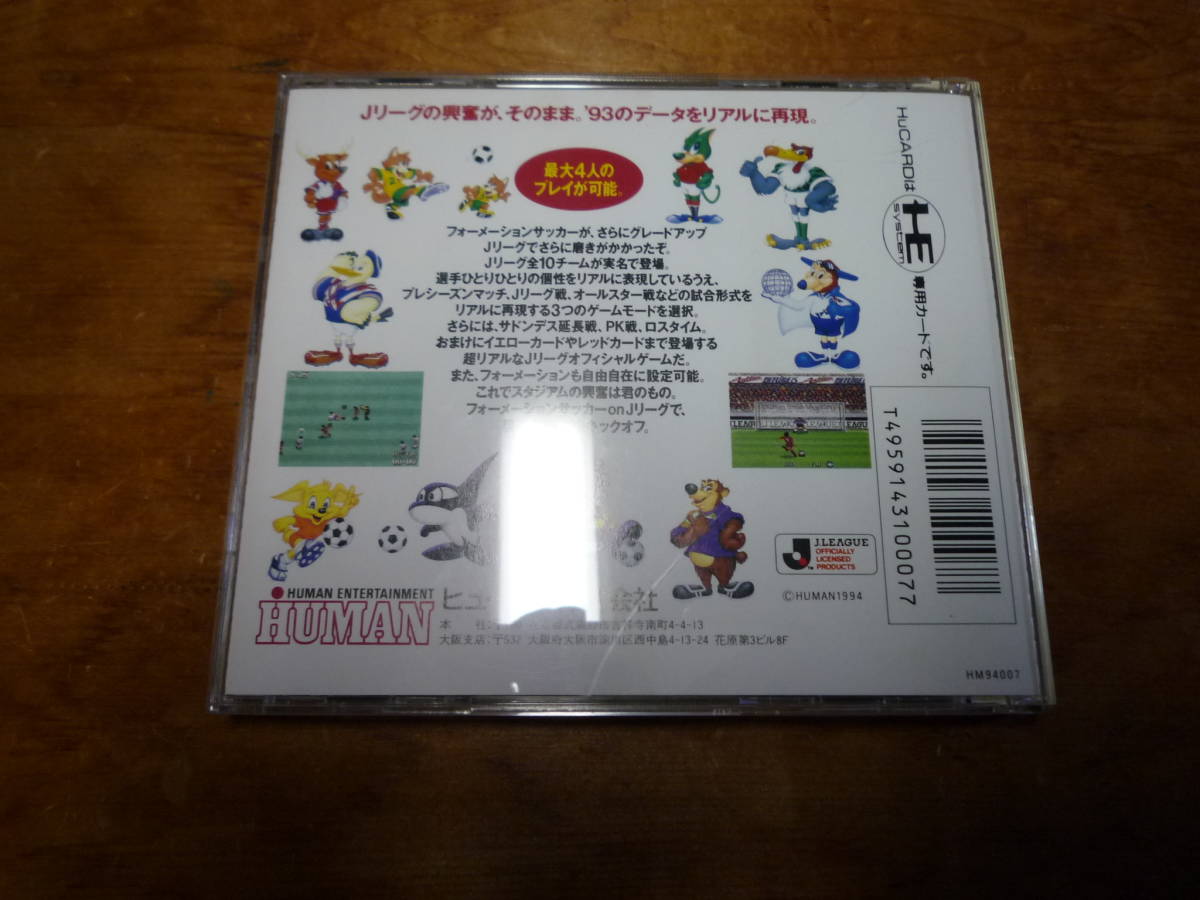 Jリーグの興奮が、そのまま。'93のデータをリアルに再現。
最大4人の
プレイが可能。
フォーメーションサッカーが、さらにグレードアップ
Jリーグでさらに磨きがかかったぞ。
Jリーグ全10チームが実名で登場。
選手ひとりひとりの個性をリアルに表現しているうえ、
プレシーズンマッチ、Jリーグ戦、オールスター戦などの試合形式を
リアルに再現する3つのゲームモードを選択。
さらには、サドンデス延長戦、PK戦、ロスタイム。
おまけにイエローカードやレッドカードまで登場する
超リアルなJリーグオフィシャルゲームだ。
また、フォーメーションも自由自在に設定可能。
これでスタジアムの興奮は君のもの。
フォーメーションサッカーonJリーグで、
ックオフ。
J.LEAGUE
OFFICIALLY
LICENSED
PRODUCTS
©HUMAN1994
HUMAN ENTERTAINMENT
HUMAN
ヒュ 会社
本 社: 寺南町4-4-13
大阪支店:〒532 大阪府大阪市淀川区西中島4-13-24 花原第3ビル8F
HM94007
HuCARDは HE system 専用カードです。
T4959143100077